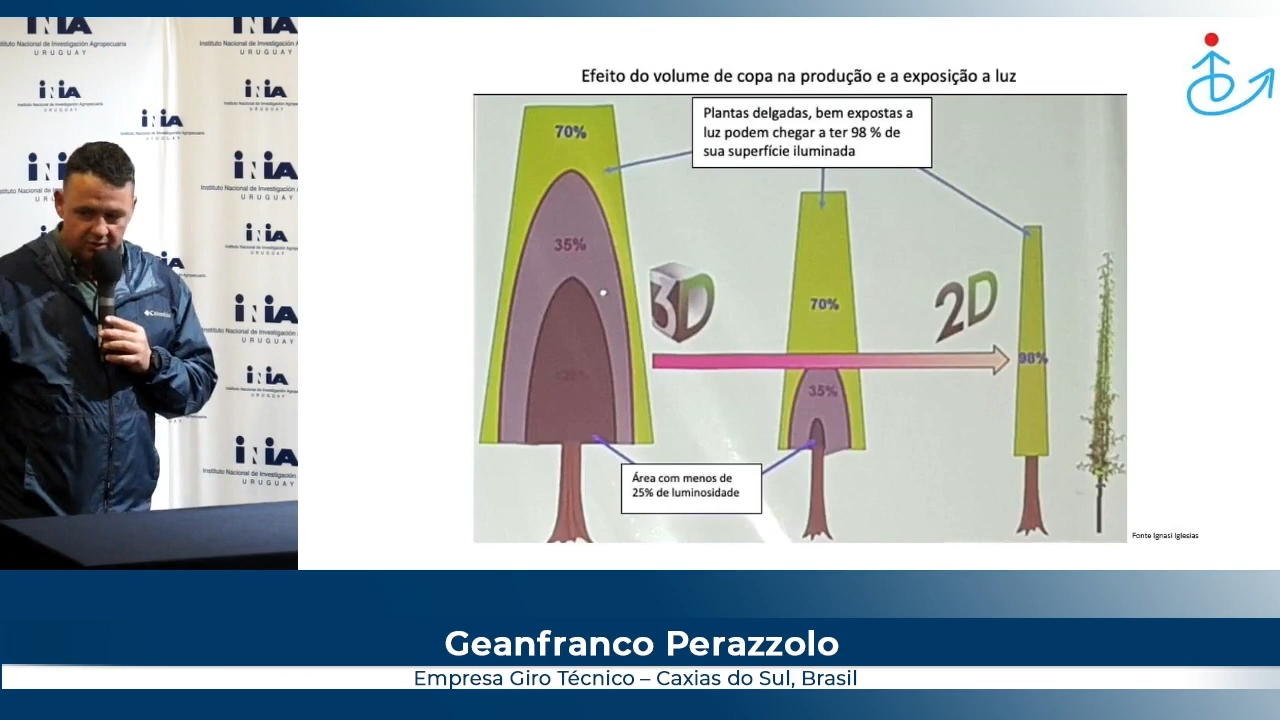 INIA
Instituto Nacional de Investigación Agropecuaria
URUGUAY
Efeito do volume de copa na produção e a exposição a luz
Plantas delgadas, bem expostas a
luz podem chegar a ter 98 % de
sua superfície iluminada
70%
35%
3D
70%
35%
2D
98%
Área com menos de
25% de luminosidade
Fonte Ignasi Iglesias
Columbia
Geanfranco Perazzolo
Empresa Giro Técnico – Caxias do Sul, Brasil